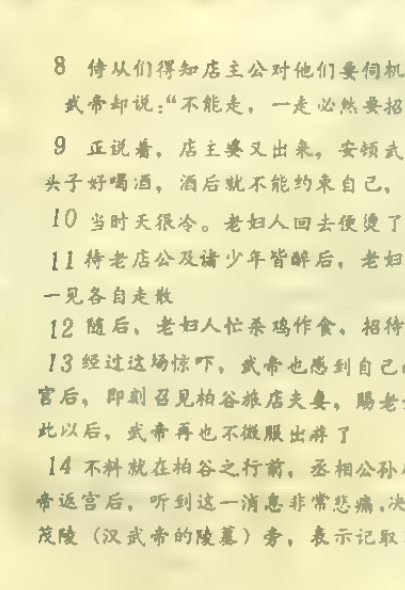 8 侍从们得知店主公对他们要伺机
武帝却说：“不能走，一走必然要招
9 正说着，店主婆又出来，安顿武
头子好喝酒，酒后就不能约束自己，
10 当时天很冷。老妇人回去便烫了
11 待老店公及诸少年皆醉后，老妇
一见各自走散
12 随后，老妇人忙杀鸡作食，招待
13 经过这场惊吓，武帝也感到自己
宫后，即刻召见柏谷旅店夫妻，赐老
此以后，武帝再也不微服出游了
14 不料就在柏谷之行前，丞相公孙
帝返宫后，听到这一消息非常悲痛，决
茂陵（汉武帝的陵墓）旁，表示记取